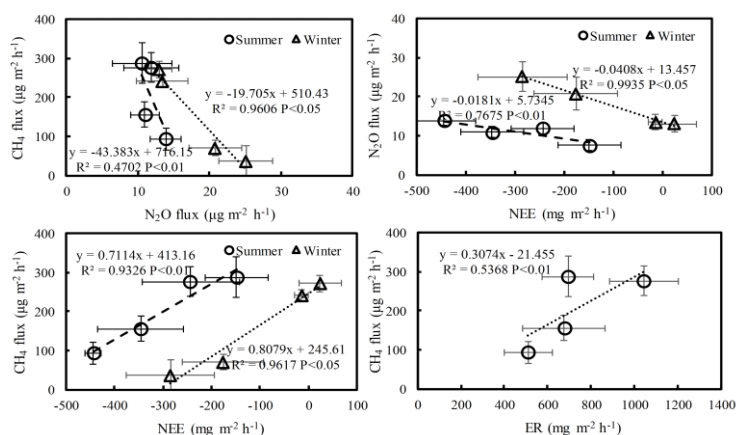 400
300
200
100
0
CH4 flux (μg m-2 h-1)
Summer Winter
y = -19.705x + 510.43
R² = 0.9606 P<0.05
y = -43.383x + 716.15
R² = 0.4702 P<0.01
0 10 20 30 40
N2O flux (μg m-2 h-1)
40
30
20
10
0
N2O flux (μg m-2 h-1)
Summer Winter
y = -0.0408x + 13.457
R² = 0.9935 P<0.05
y = -0.0181x + 5.7345
R² = 0.7675 P<0.01
-500 -400 -300 -200 -100 0 100
NEE (mg m-2 h-1)
400
300
200
100
0
CH4 flux (μg m-2 h-1)
Summer Winter
y = 0.7114x + 413.16
R² = 0.9326 P<0.01
y = 0.8079x + 245.61
R² = 0.9617 P<0.05
-500 -400 -300 -200 -100 0 100
NEE (mg m-2 h-1)
400
300
200
100
0
CH4 flux (μg m-2 h-1)
y = 0.3074x - 21.455
R² = 0.5368 P<0.01
0 200 400 600 800 1000 1200 1400
ER (mg m-2 h-1)